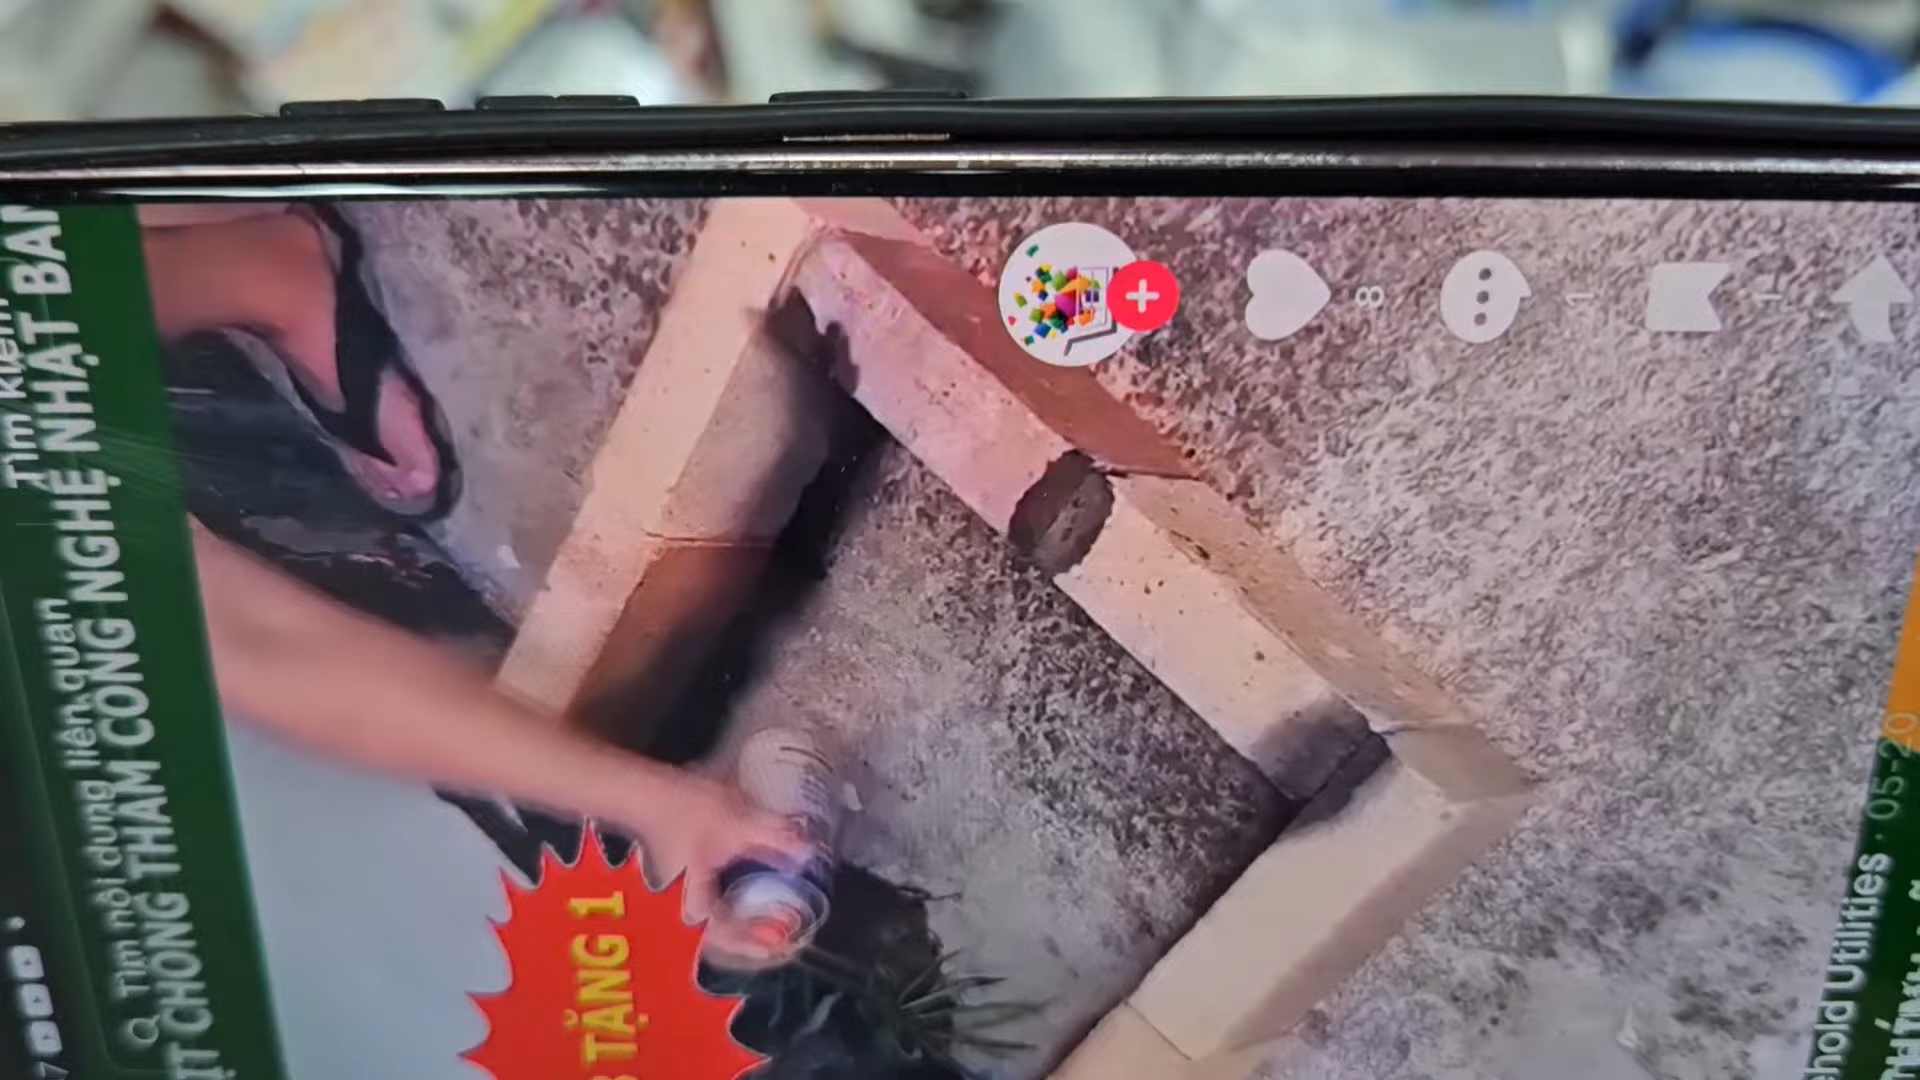 Tìm kiếm
Tìm nội dung liên quan
CHỐNG THẤM CÔNG NGHỆ NHẬT BẢN
TẶNG 1
8
1
1
Utilities · 05-20